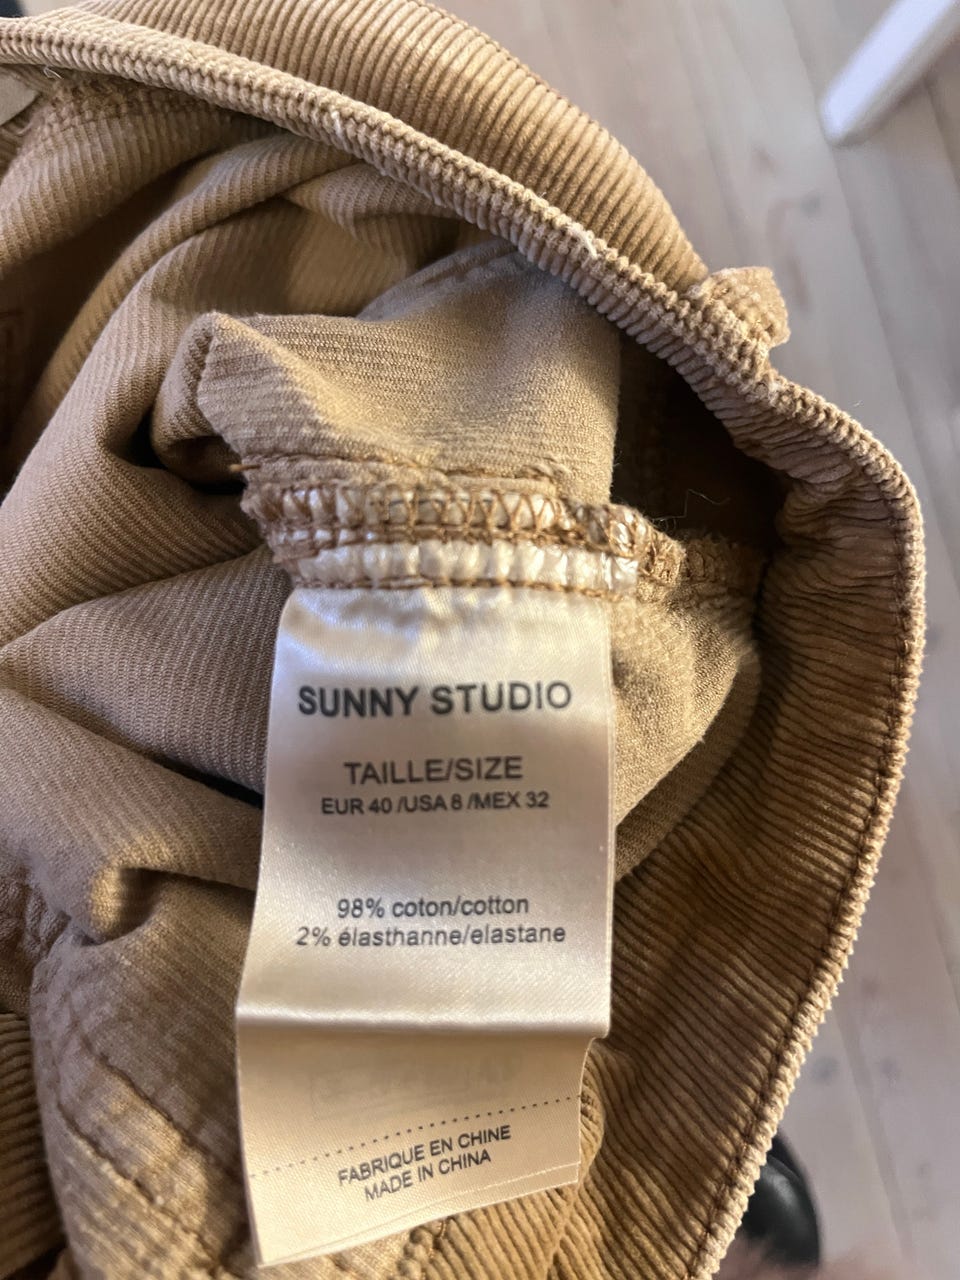 SUNNY STUDIO
TAILLE/SIZE
EUR 40 /USA 8 /MEX 32
98% coton/cotton
2% élasthanne/elastane
FABRIQUE EN CHINE
MADE IN CHINA